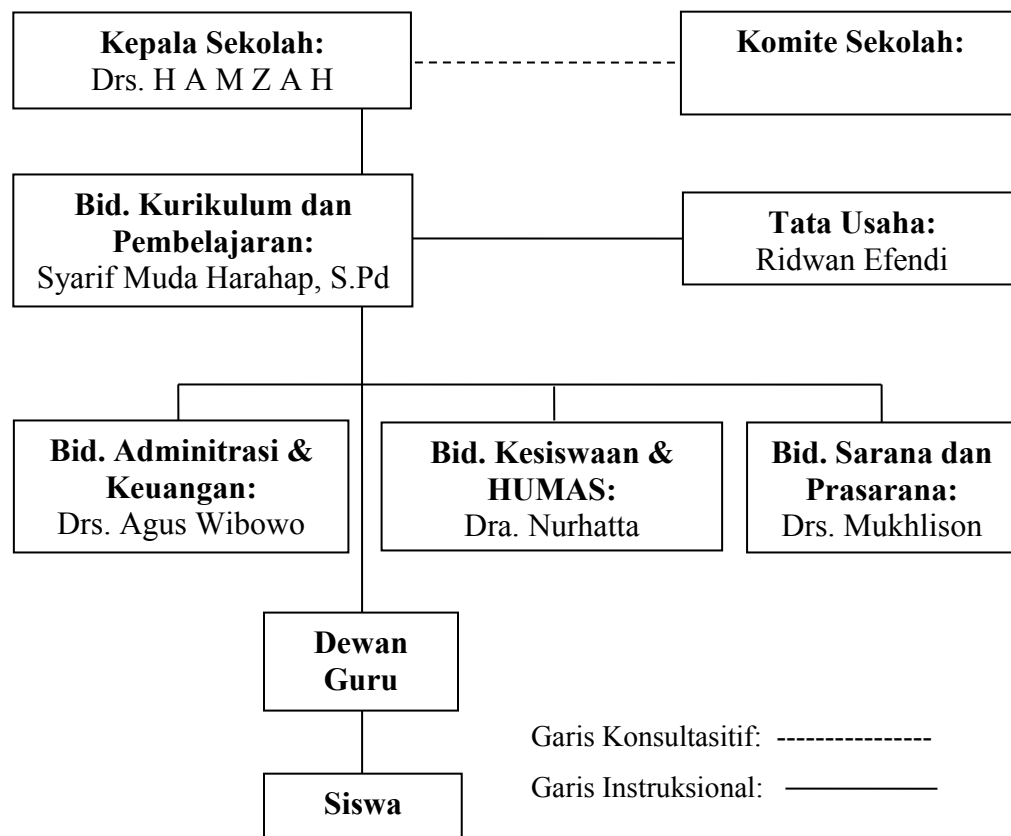 Kepala Sekolah:
Drs. H A M Z A H
Komite Sekolah:
Bid. Kurikulum dan
Pembelajaran:
Syarif Muda Harahap, S.Pd
Tata Usaha:
Ridwan Efendi
Bid. Adminitrasi &
Keuangan:
Drs. Agus Wibowo
Bid. Kesiswaan &
HUMAS:
Dra. Nurhatta
Bid. Sarana dan
Prasarana:
Drs. Mukhlison
Dewan
Guru
Siswa
Garis Konsultasitif:
Garis Instruksional: